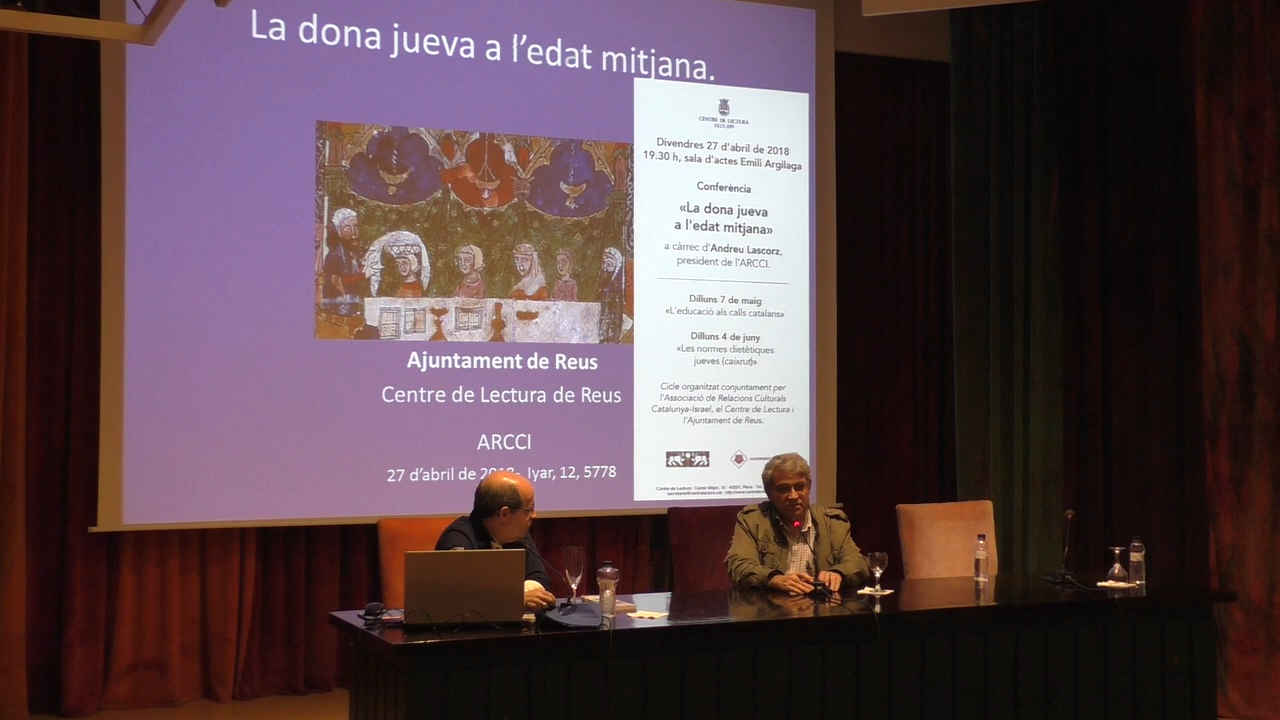 La dona jueva a l'edat mitjana.
CENTRE DE LECTURA
Divendres 27 d'abril de 2018
19.30 h, sala d'actes Emili Argilaga
Conferència
«La dona jueva
a l'edat mitjana»
a càrrec d'Andreu Lascorz,
president de l'ARCCI.
Dilluns 7 de maig
«L'educació als calls catalans»
Dilluns 4 de juny
«Les normes dietètiques
jueves (caixrut)»
Cicle organitzat conjuntament per
l'Associació de Relacions Culturals
Catalunya-Israel, el Centre de Lectura i
l'Ajuntament de Reus.
Ajuntament de Reus
Centre de Lectura de Reus
ARCCI
27 d'abril de 2018- Iyar, 12, 5778